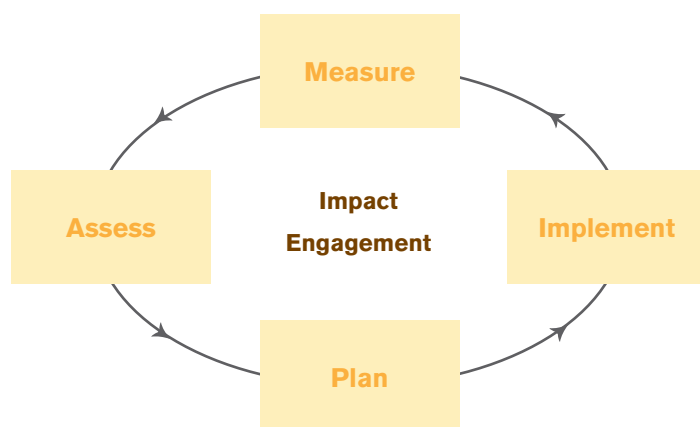 Measure
Assess
Impact
Engagement
Implement
Plan